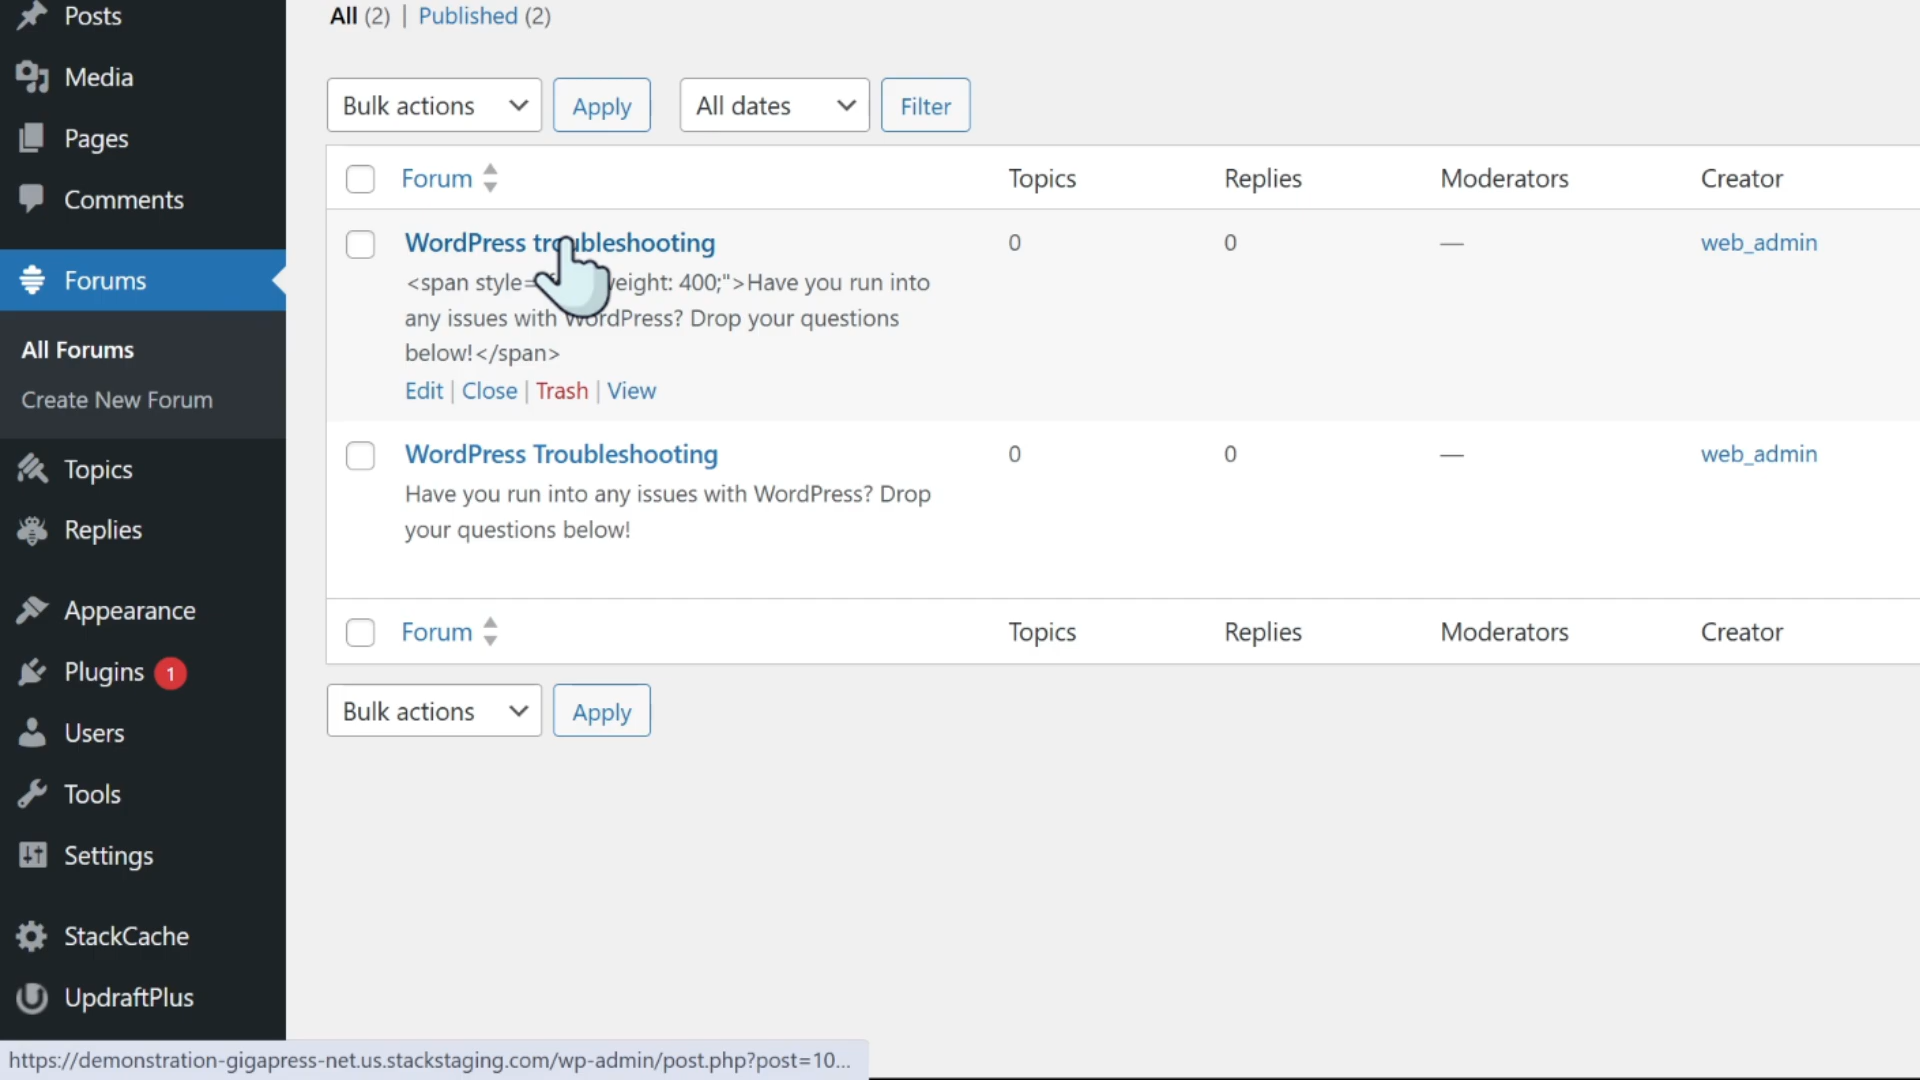 Posts
Media
Pages
Comments
Forums
All Forums
Create New Forum
Topics
Replies
Appearance
Plugins 1
Users
Tools
Settings
StackCache
UpdraftPlus
All (2) | Published (2)
Bulk actions Apply All dates Filter
Forum Topics Replies Moderators Creator
WordPress troubleshooting 0 0 — web_admin
<span style= weight: 400;">Have you run into
any issues with WordPress? Drop your questions
below!</span>
Edit | Close | Trash | View
WordPress Troubleshooting 0 0 — web_admin
Have you run into any issues with WordPress? Drop
your questions below!
Forum Topics Replies Moderators Creator
Bulk actions Apply
https://demonstration-gigapress-net.us.stackstaging.com/wp-admin/post.php?post=10...